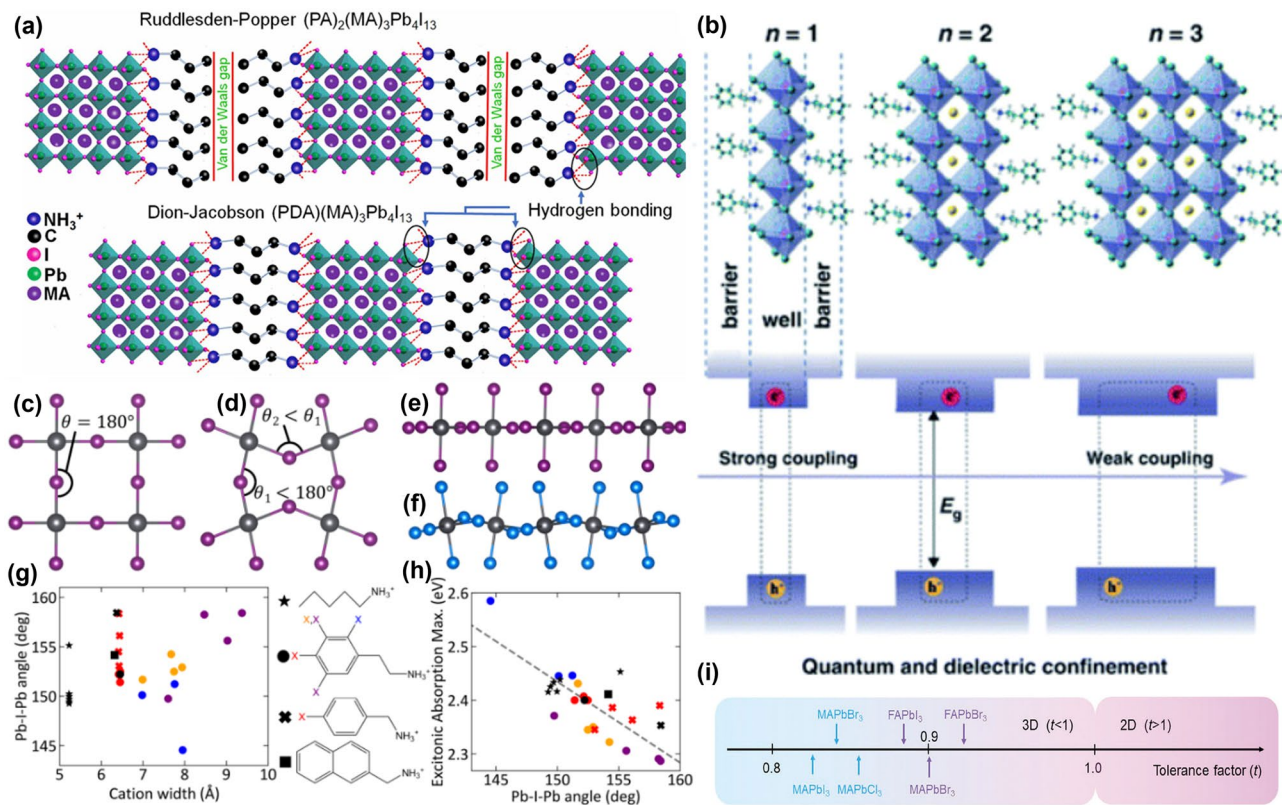 (a)
Ruddlesden-Popper (PA)₂(MA)₃Pb₄I₁₃
Van der Waals gap
Van der Waals gap
Dion-Jacobson (PDA)(MA)₃Pb₄I₁₃
Hydrogen bonding
NH₃⁺
C
I
Pb
MA
(b)
n = 1
n = 2
n = 3
barrier
well
barrier
e⁻
e⁻
e⁻
Strong coupling
Weak coupling
E_g
h⁺
h⁺
h⁺
Quantum and dielectric confinement
(c)
θ = 180°
(d)
θ₂ < θ₁
θ₁ < 180°
(e)
(f)
(g)
Pb-I-Pb angle (deg)
160
155
150
145
5 6 7 8 9 10
Cation width (Å)
NH₃⁺
X,X X
X
X
NH₃⁺
X
NH₃⁺
NH₃⁺
(h)
Excitonic Absorption Max. (eV)
2.6
2.5
2.4
2.3
145 150 155 160
Pb-I-Pb angle (deg)
(i)
MAPbBr₃ FAPbI₃ FAPbBr₃ 3D (t<1) 2D (t>1)
0.9
0.8 1.0 Tolerance factor (t)
MAPbI₃ MAPbCl₃ MAPbBr₃